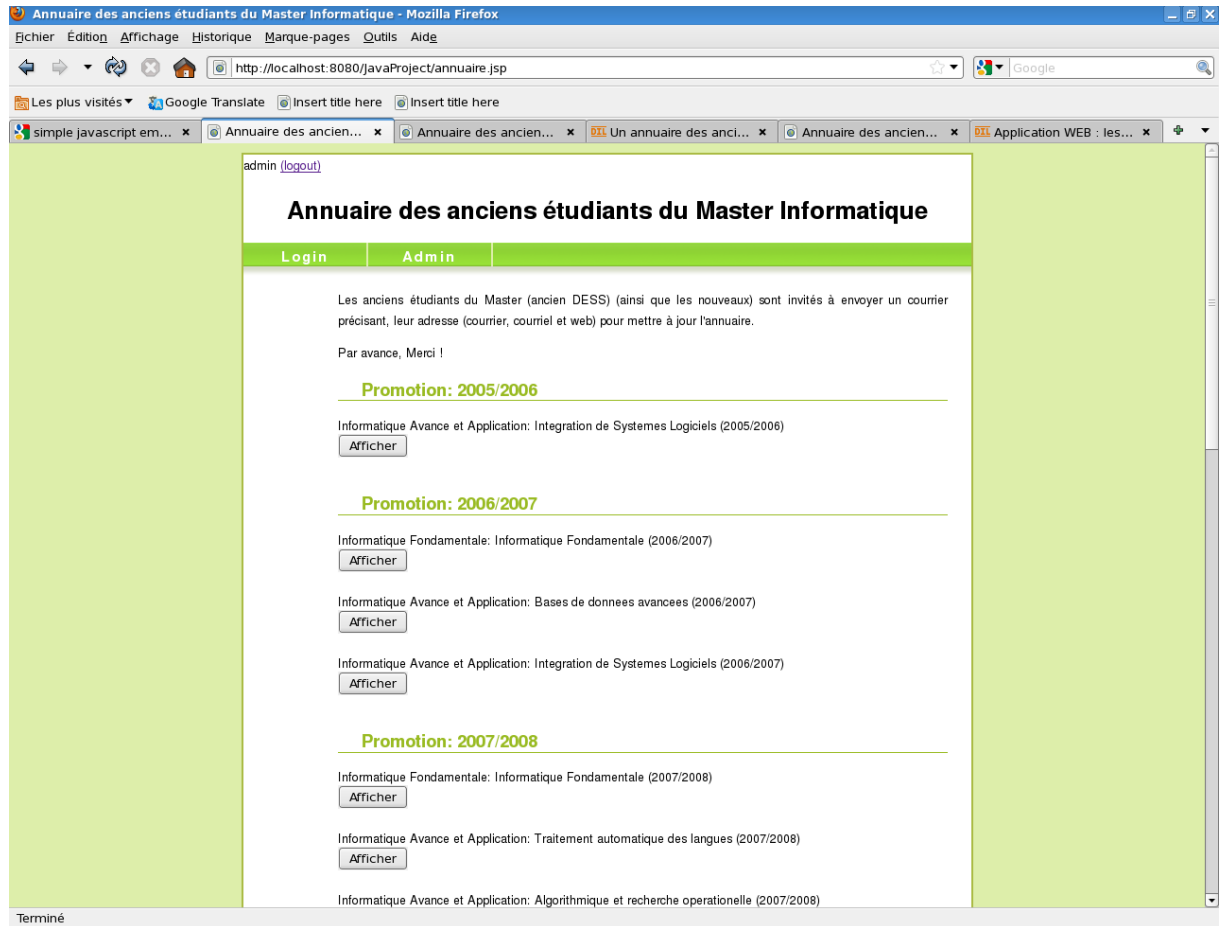 Annuaire des anciens étudiants du Master Informatique - Mozilla Firefox
Fichier Édition Affichage Historique Marque-pages Outils Aide
http://localhost:8080/JavaProject/annuaire.jsp Google
Les plus visités Google Translate Insert title here Insert title here
simple javascript em... Annuaire des ancien... Annuaire des ancien... DIL Un annuaire des anci... Annuaire des ancien... DIL Application WEB : les...
admin (logout)
Annuaire des anciens étudiants du Master Informatique
Login Admin
Les anciens étudiants du Master (ancien DESS) (ainsi que les nouveaux) sont invités à envoyer un courrier
précisant, leur adresse (courrier, courriel et web) pour mettre à jour l'annuaire.
Par avance, Merci !
Promotion: 2005/2006
Informatique Avance et Application: Integration de Systemes Logiciels (2005/2006)
Afficher
Promotion: 2006/2007
Informatique Fondamentale: Informatique Fondamentale (2006/2007)
Afficher
Informatique Avance et Application: Bases de donnees avancees (2006/2007)
Afficher
Informatique Avance et Application: Integration de Systemes Logiciels (2006/2007)
Afficher
Promotion: 2007/2008
Informatique Fondamentale: Informatique Fondamentale (2007/2008)
Afficher
Informatique Avance et Application: Traitement automatique des langues (2007/2008)
Afficher
Informatique Avance et Application: Algorithmique et recherche operationelle (2007/2008)
Terminé